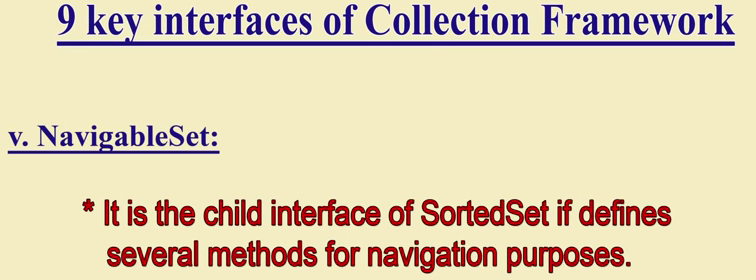 9 key interfaces of Collection Framework
v. NavigableSet:
* It is the child interface of SortedSet if defines
several methods for navigation purposes.